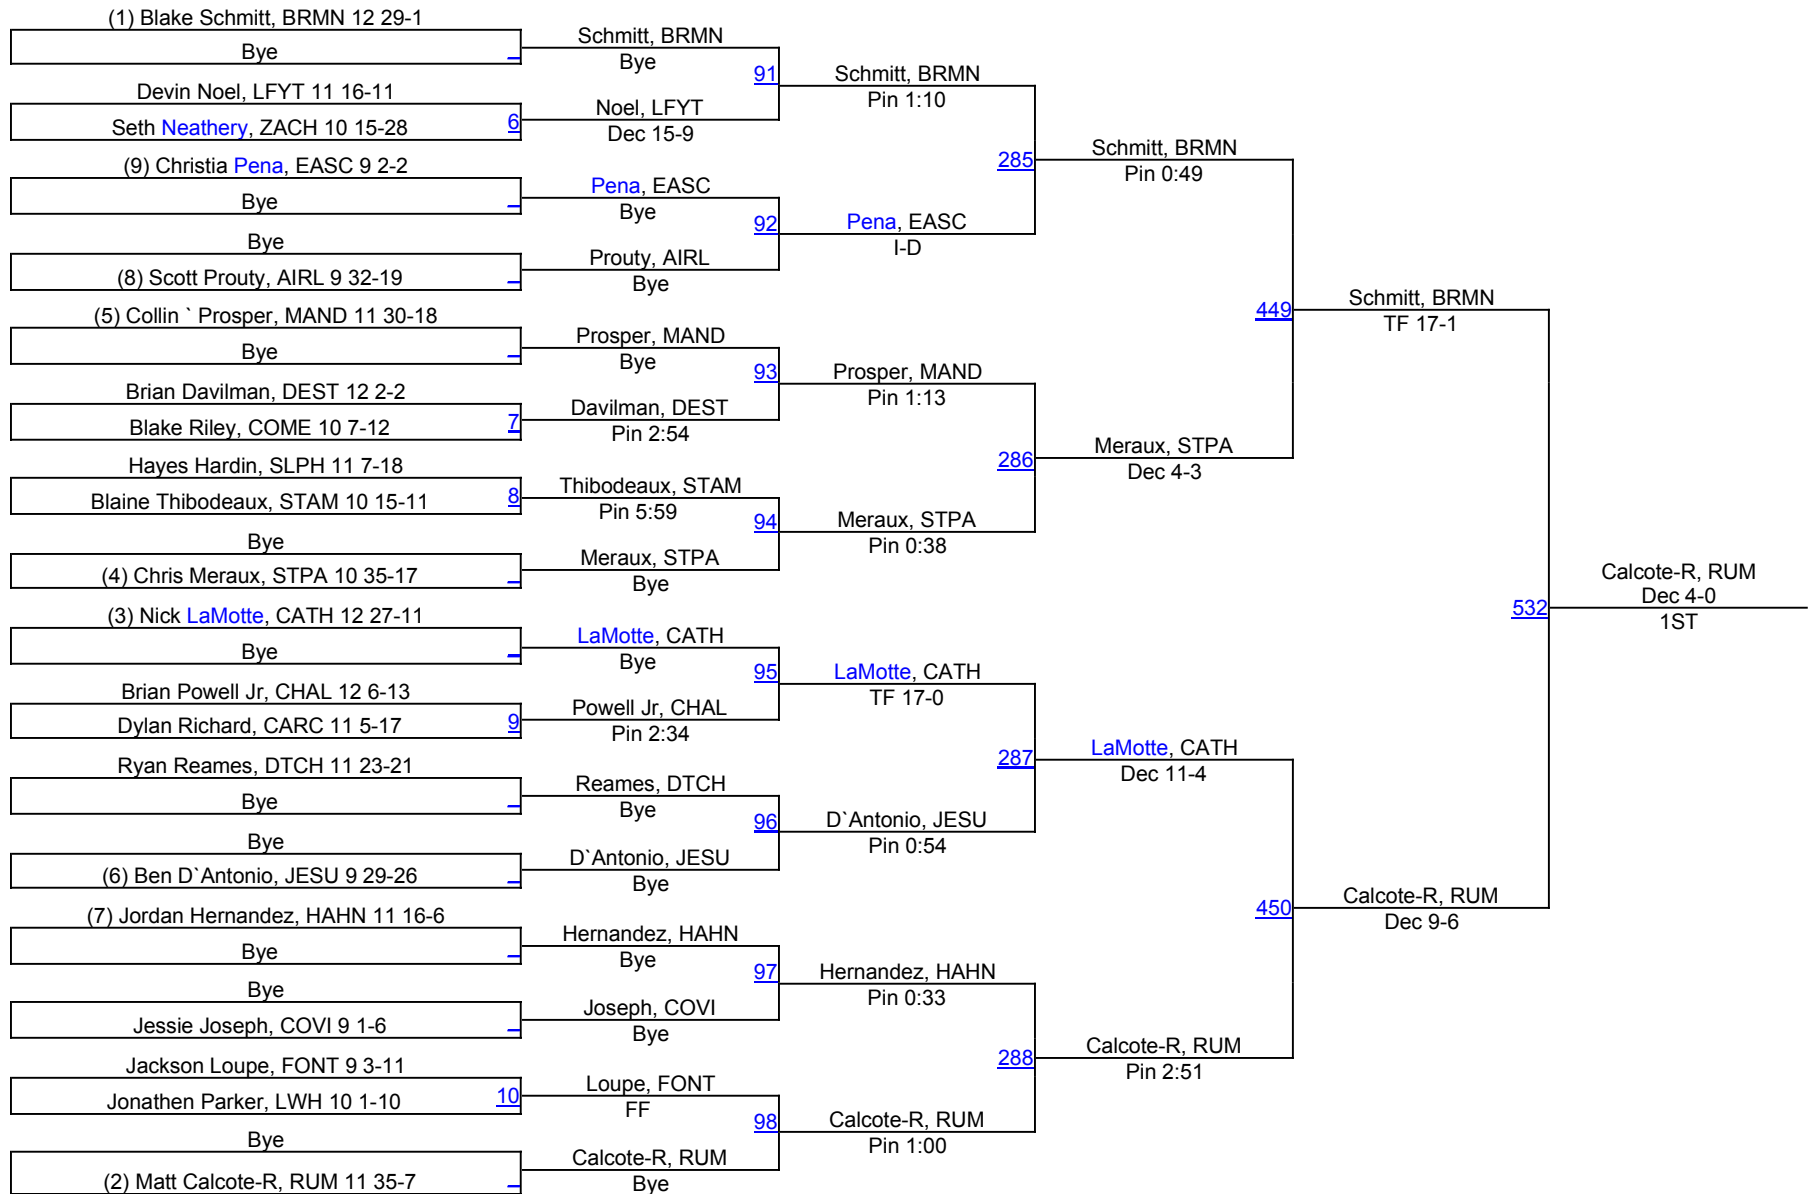 (1) Blake Schmitt, BRMN 12 29-1
Bye
Devin Noel, LFYT 11 16-11
Seth Neathery, ZACH 10 15-28
6
(9) Christia Pena, EASC 9 2-2
Bye
Bye
(8) Scott Prouty, AIRL 9 32-19
(5) Collin ` Prosper, MAND 11 30-18
Bye
Brian Davilman, DEST 12 2-2
Blake Riley, COME 10 7-12
7
Hayes Hardin, SLPH 11 7-18
Blaine Thibodeaux, STAM 10 15-11
8
Bye
(4) Chris Meraux, STPA 10 35-17
(3) Nick LaMotte, CATH 12 27-11
Bye
Brian Powell Jr, CHAL 12 6-13
Dylan Richard, CARC 11 5-17
9
Ryan Reames, DTCH 11 23-21
Bye
Bye
(6) Ben D`Antonio, JESU 9 29-26
(7) Jordan Hernandez, HAHN 11 16-6
Bye
Bye
Jessie Joseph, COVI 9 1-6
Jackson Loupe, FONT 9 3-11
Jonathen Parker, LWH 10 1-10
10
Bye
(2) Matt Calcote-R, RUM 11 35-7
Schmitt, BRMN
Bye
91
Noel, LFYT
Dec 15-9
Pena, EASC
Bye
92
Prouty, AIRL
Bye
Prosper, MAND
Bye
93
Davilman, DEST
Pin 2:54
Thibodeaux, STAM
Pin 5:59
94
Meraux, STPA
Bye
LaMotte, CATH
Bye
95
Powell Jr, CHAL
Pin 2:34
Reames, DTCH
Bye
96
D`Antonio, JESU
Bye
Hernandez, HAHN
Bye
97
Joseph, COVI
Bye
Loupe, FONT
FF
98
Calcote-R, RUM
Bye
Schmitt, BRMN
Pin 1:10
285
Pena, EASC
I-D
Prosper, MAND
Pin 1:13
286
Meraux, STPA
Pin 0:38
LaMotte, CATH
TF 17-0
287
D`Antonio, JESU
Pin 0:54
Hernandez, HAHN
Pin 0:33
288
Calcote-R, RUM
Pin 1:00
Schmitt, BRMN
Pin 0:49
449
Meraux, STPA
Dec 4-3
LaMotte, CATH
Dec 11-4
450
Calcote-R, RUM
Pin 2:51
Schmitt, BRMN
TF 17-1
532
Calcote-R, RUM
Dec 9-6
Calcote-R, RUM
Dec 4-0
1ST